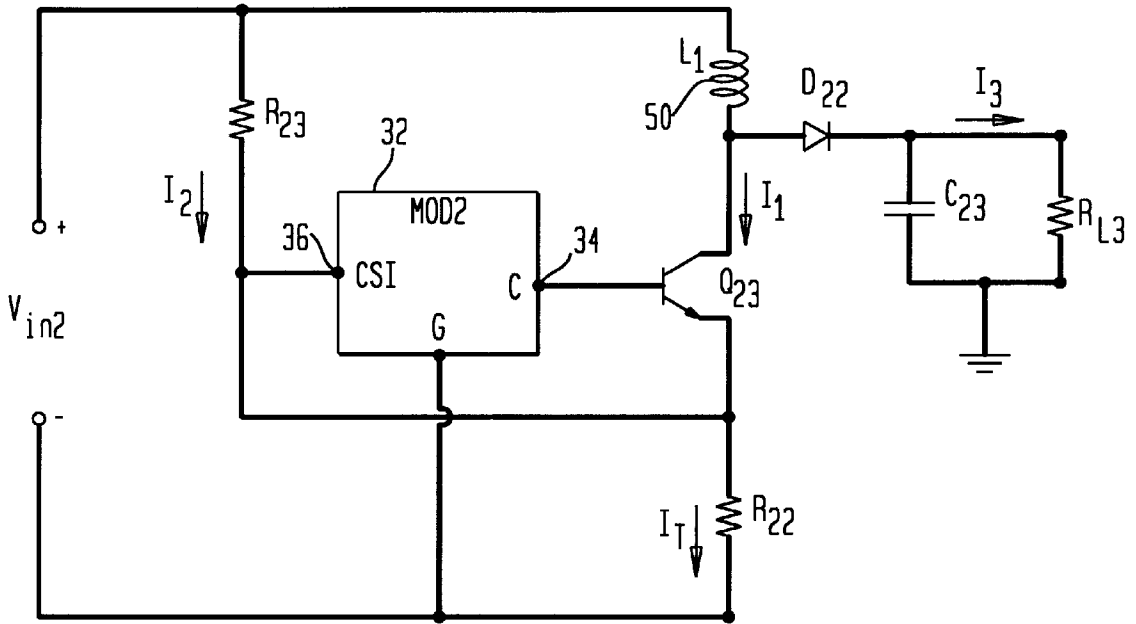 L1
D22
I3
50
R23
32
I2
MOD2
I1
C23
RL3
36
34
CSI
C
Q23
+
Vin2
G
-
IT
R22